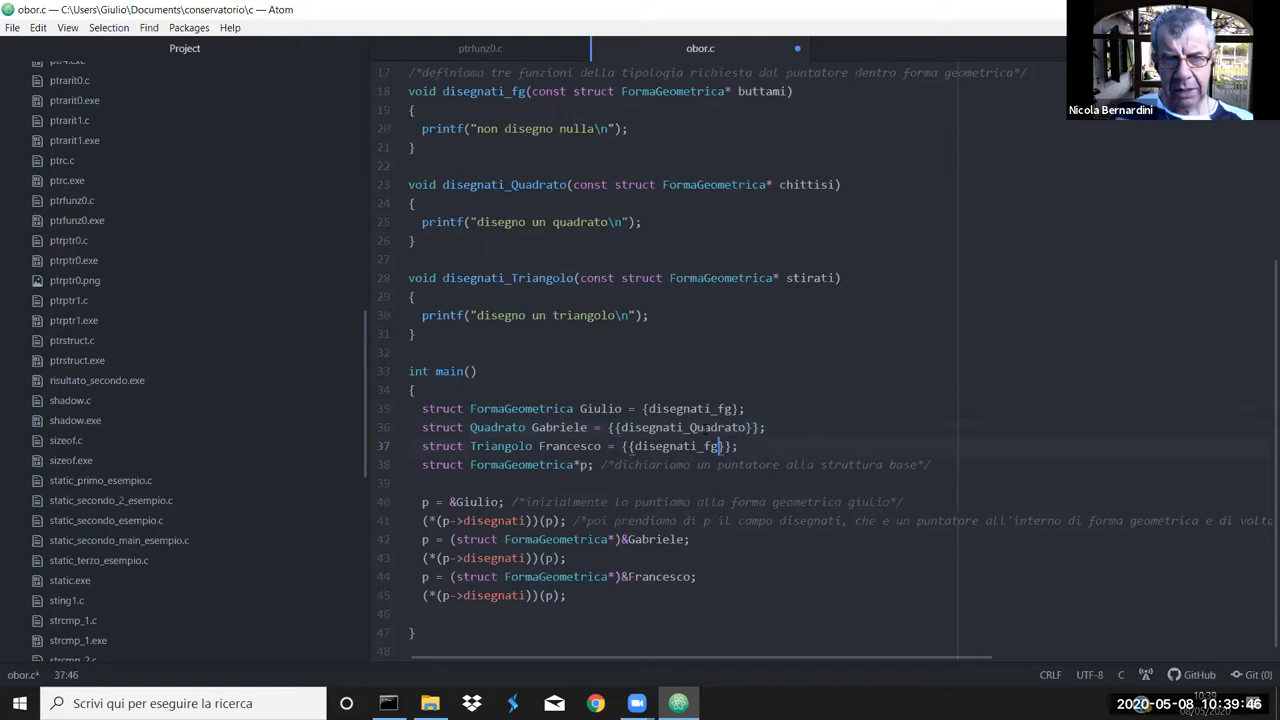 obor.c — C:\Users\Giulio\Documents\conservatorio\c — Atom
File Edit View Selection Find Packages Help
Project
ptrfunz0.c
obor.c
Nicola Bernardini
ptrarit0.c
ptrarit0.exe
ptrarit1.c
ptrarit1.exe
ptrc.c
ptrc.exe
ptrfunz0.c
ptrfunz0.exe
ptrptr0.c
ptrptr0.exe
ptrptr0.png
ptrptr1.c
ptrptr1.exe
ptrstruct.c
ptrstruct.exe
risultato_secondo.exe
shadow.c
shadow.exe
sizeof.c
sizeof.exe
static_primo_esempio.c
static_secondo_2_esempio.c
static_secondo_esempio.c
static_secondo_main_esempio.c
static_terzo_esempio.c
static.exe
sting1.c
strcmp_1.c
strcmp_1.exe
strcmp_2.c
17 /*definiamo tre funzioni della tipologia richiesta dal puntatore dentro forma geometrica*/
18 void disegnati_fg(const struct FormaGeometrica* buttami)
19 {
20 printf("non disegno nulla\n");
21 }
22
23 void disegnati_Quadrato(const struct FormaGeometrica* chittisi)
24 {
25 printf("disegno un quadrato\n");
26 }
27
28 void disegnati_Triangolo(const struct FormaGeometrica* stirati)
29 {
30 printf("disegno un triangolo\n");
31 }
32
33 int main()
34 {
35 struct FormaGeometrica Giulio = {disegnati_fg};
36 struct Quadrato Gabriele = {{disegnati_Quadrato}};
37 struct Triangolo Francesco = {{disegnati_fg}};
38 struct FormaGeometrica*p; /*dichiariamo un puntatore alla struttura base*/
39
40 p = &Giulio; /*inizialmente lo puntiamo alla forma geometrica giulio*/
41 (*(p->disegnati))(p); /*poi prendiamo di p il campo disegnati, che e un puntatore all'interno di forma geometrica e di volta
42 p = (struct FormaGeometrica*)&Gabriele;
43 (*(p->disegnati))(p);
44 p = (struct FormaGeometrica*)&Francesco;
45 (*(p->disegnati))(p);
46
47 }
48
obor.c* 37:46 CRLF UTF-8 C GitHub Git (0)
Scrivi qui per eseguire la ricerca
10:39
2020-05-08 10:39:46